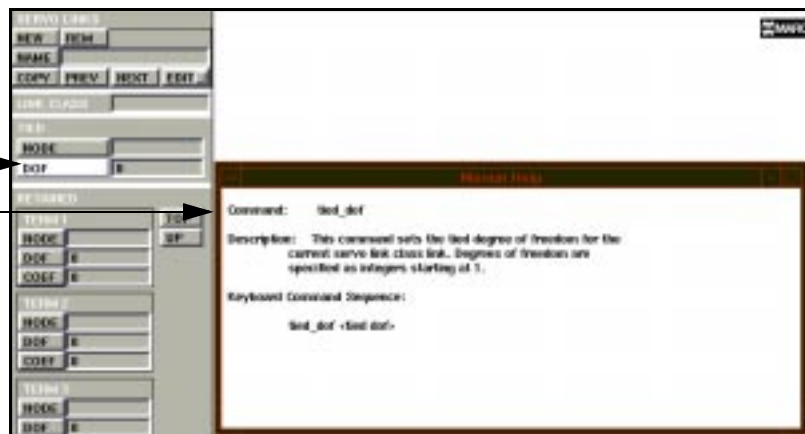 SERVO LINKS
NEW REM
NAME
COPY PREV NEXT EDIT
LINK CLASS
TIED
NODE
DOF 0
RETAINED
TERM 1
TOP
NODE
UP
DOF 0
COEF 0
TERM 2
NODE
DOF 0
COEF 0
TERM 3
NODE
DOF 0
MARC
Mentat Help
Command: tied_dof
Description: This command sets the tied degree of freedom for the
current servo link class link. Degrees of freedom are
specified as integers starting at 1.
Keyboard Command Sequence:
tied_dof <tied dof>